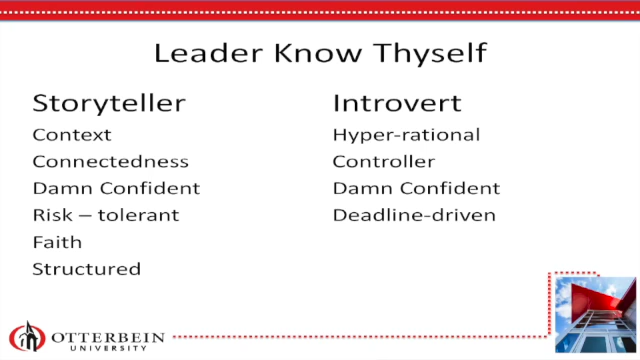 Leader Know Thyself
Storyteller
Context
Connectedness
Damn Confident
Risk – tolerant
Faith
Structured
Introvert
Hyper-rational
Controller
Damn Confident
Deadline-driven
OTTERBEIN
UNIVERSITY